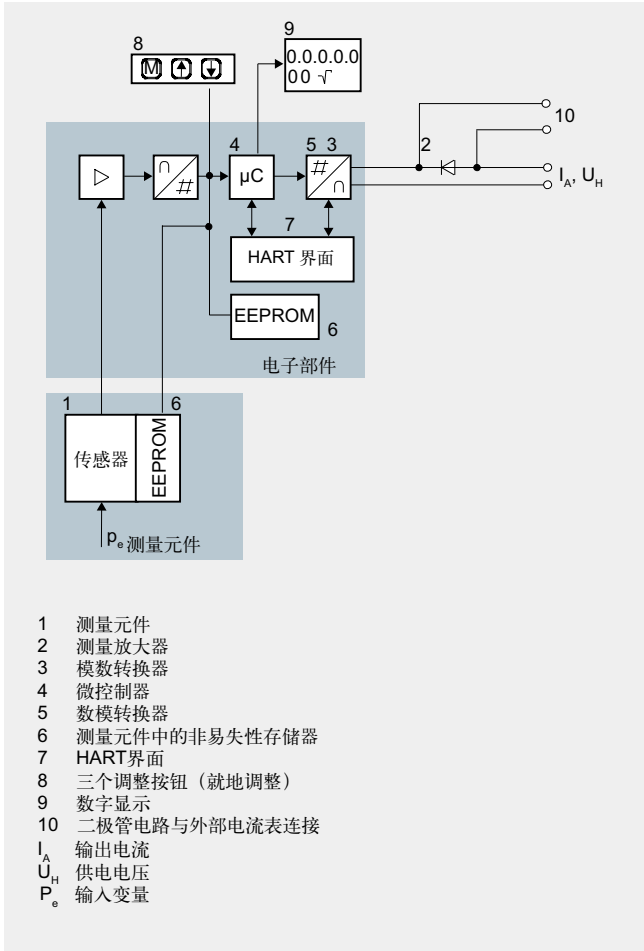 8
M
9
0.0.0.0.0
00 √
10
4
5 3
2
∩
#
µC
#
∩
I_A, U_H
7
HART 界面
EEPROM
6
电子部件
1
6
传感器
EEPROM
p_e 测量元件
1 测量元件
2 测量放大器
3 模数转换器
4 微控制器
5 数模转换器
6 测量元件中的非易失性存储器
7 HART界面
8 三个调整按钮（就地调整）
9 数字显示
10 二极管电路与外部电流表连接
I_A 输出电流
U_H 供电电压
P_e 输入变量